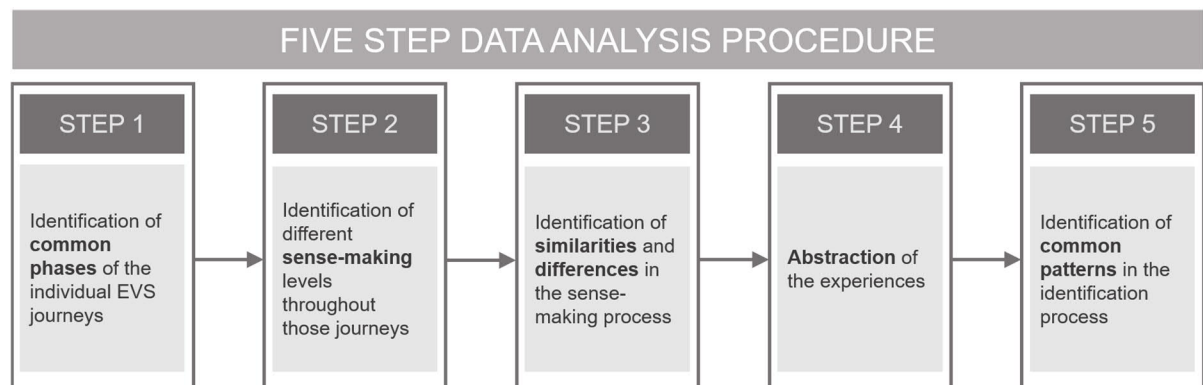 FIVE STEP DATA ANALYSIS PROCEDURE
STEP 1
Identification of
common
phases of the
individual EVS
journeys
STEP 2
Identification of
different
sense-making
levels
throughout
those journeys
STEP 3
Identification of
similarities and
differences in
the sense-
making process
STEP 4
Abstraction of
the experiences
STEP 5
Identification of
common
patterns in the
identification
process